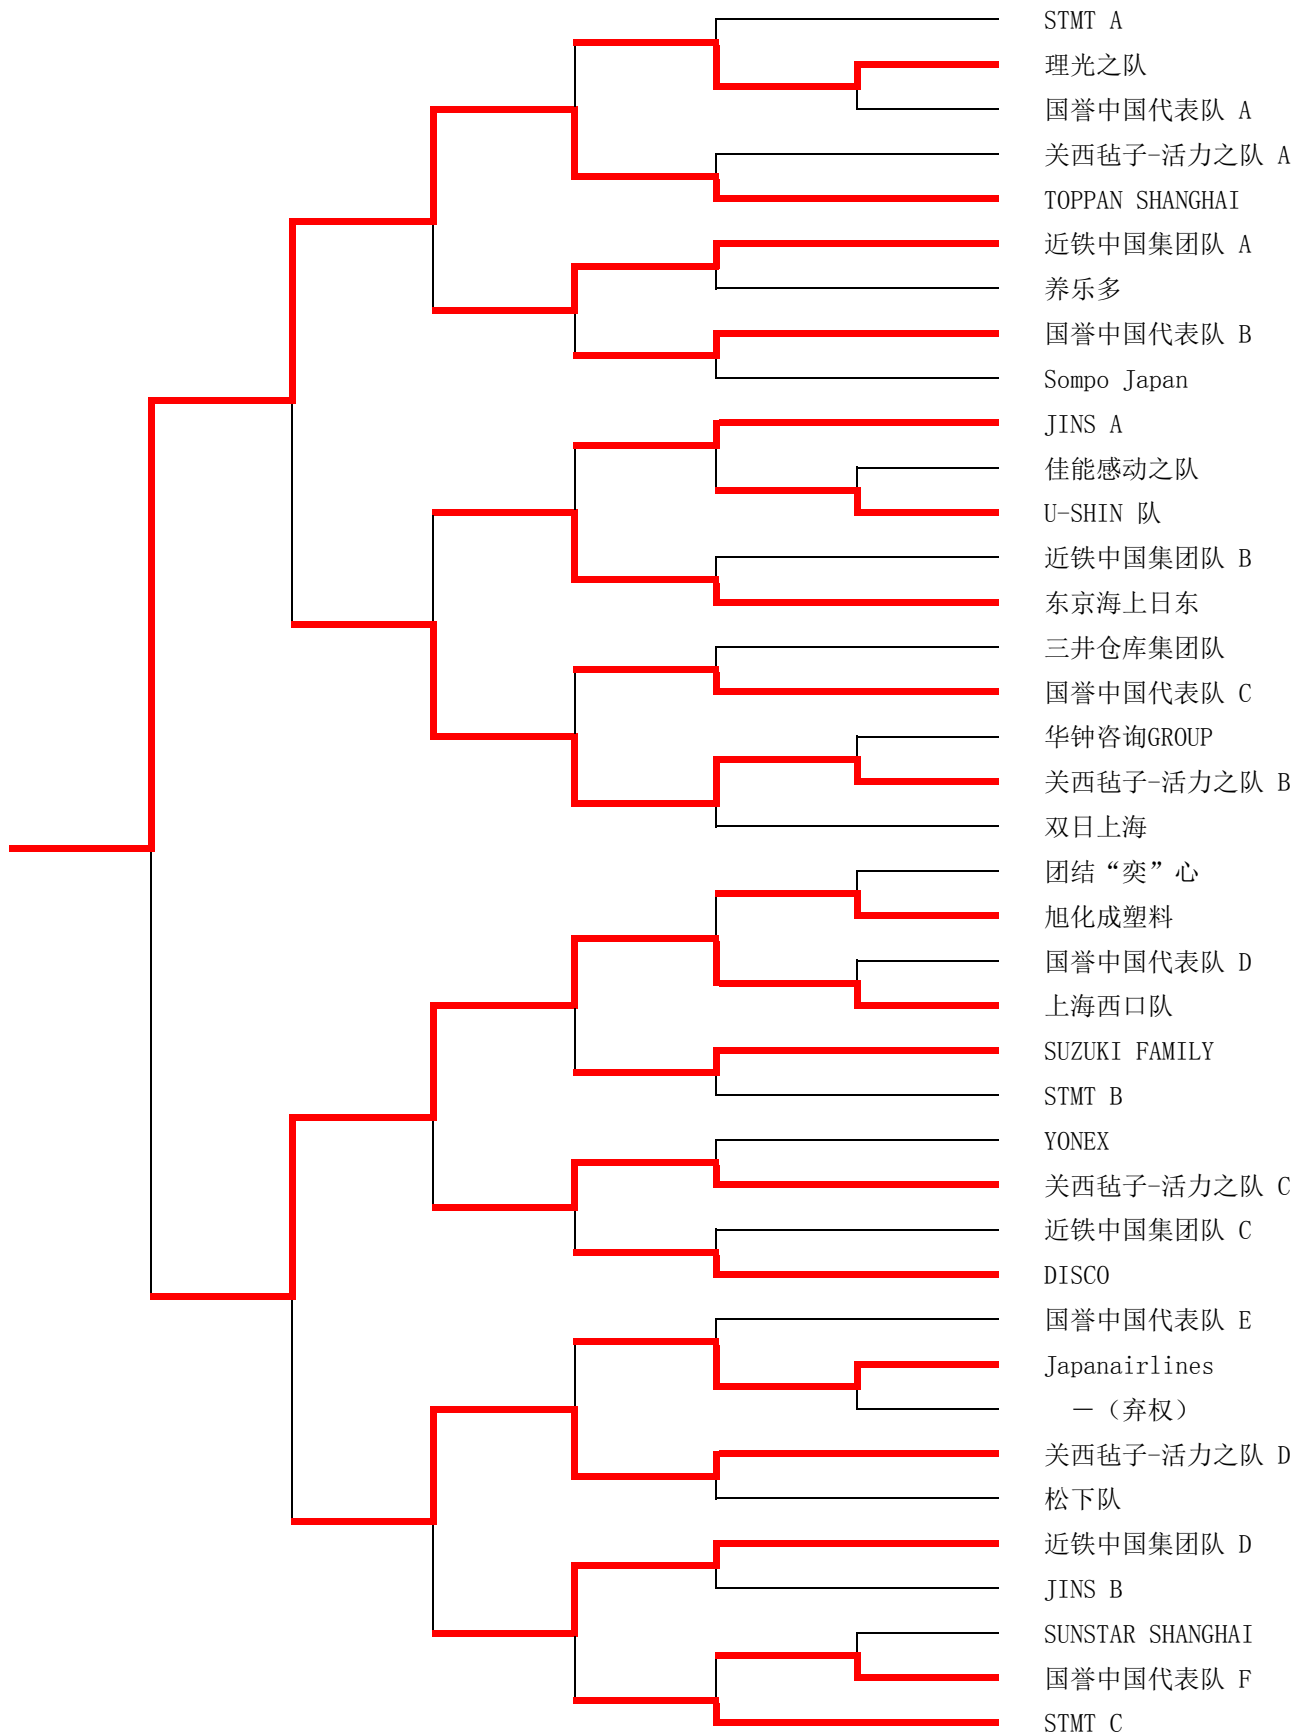 STMT A
理光之队
国誉中国代表队 A
关西毡子-活力之队 A
TOPPAN SHANGHAI
近铁中国集团队 A
养乐多
国誉中国代表队 B
Sompo Japan
JINS A
佳能感动之队
U-SHIN 队
近铁中国集团队 B
东京海上日东
三井仓库集团队
国誉中国代表队 C
华钟咨询GROUP
关西毡子-活力之队 B
双日上海
团结“奕”心
旭化成塑料
国誉中国代表队 D
上海西口队
SUZUKI FAMILY
STMT B
YONEX
关西毡子-活力之队 C
近铁中国集团队 C
DISCO
国誉中国代表队 E
Japanairlines
－（弃权）
关西毡子-活力之队 D
松下队
近铁中国集团队 D
JINS B
SUNSTAR SHANGHAI
国誉中国代表队 F
STMT C